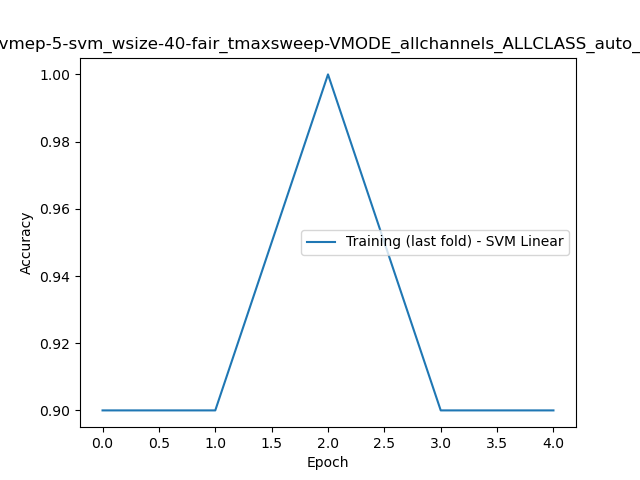 vmep-5-svm_wsize-40-fair_tmaxsweep-VMODE_allchannels_ALLCLASS_auto_
1.00
0.98
0.96
0.94
0.92
0.90
Accuracy
Training (last fold) - SVM Linear
0.0 0.5 1.0 1.5 2.0 2.5 3.0 3.5 4.0
Epoch